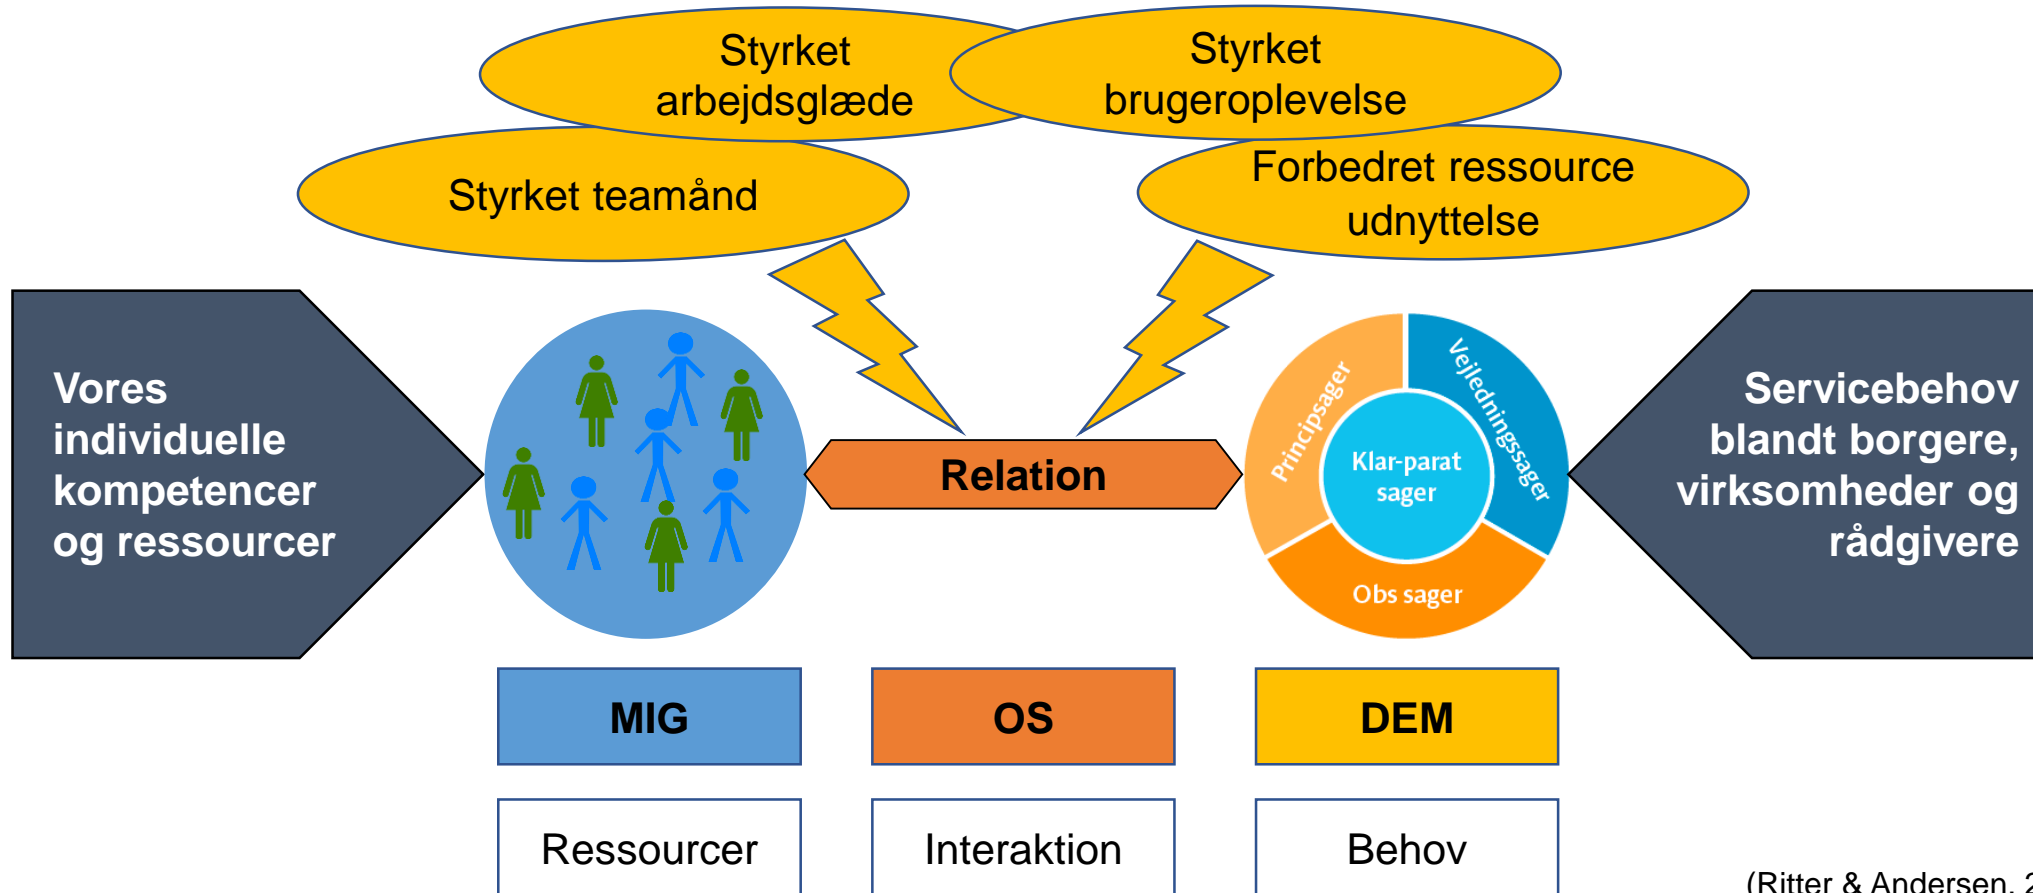 Styrket
arbejdsglæde
Styrket
brugeroplevelse
Styrket teamånd
Forbedret ressource
udnyttelse
Vores
individuelle
kompetencer
og ressourcer
Relation
Principsager
Vejledningssager
Klar-parat
sager
Obs sager
Servicebehov
blandt borgere,
virksomheder og
rådgivere
MIG
OS
DEM
Ressourcer
Interaktion
Behov
(Ritter & Andersen, 2